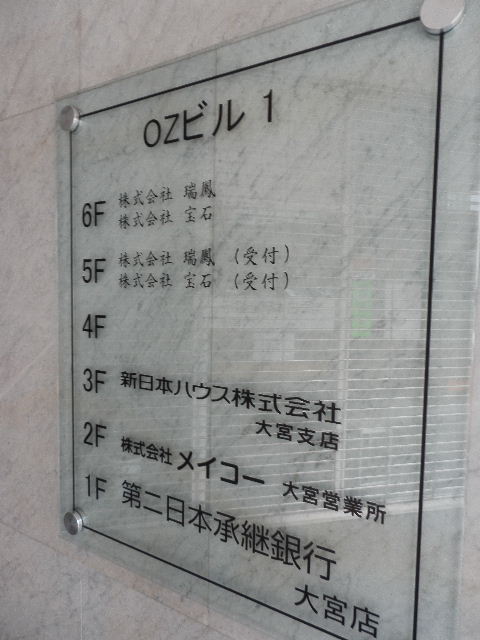 OZビル 1
6F 株式会社 瑞鳳
株式会社 宝石
5F 株式会社 瑞鳳 (受付)
株式会社 宝石 (受付)
4F
3F 新日本ハウス株式会社
大宮支店
2F 株式会社 メイコー 大宮営業所
1F 第二日本承継銀行
大宮店